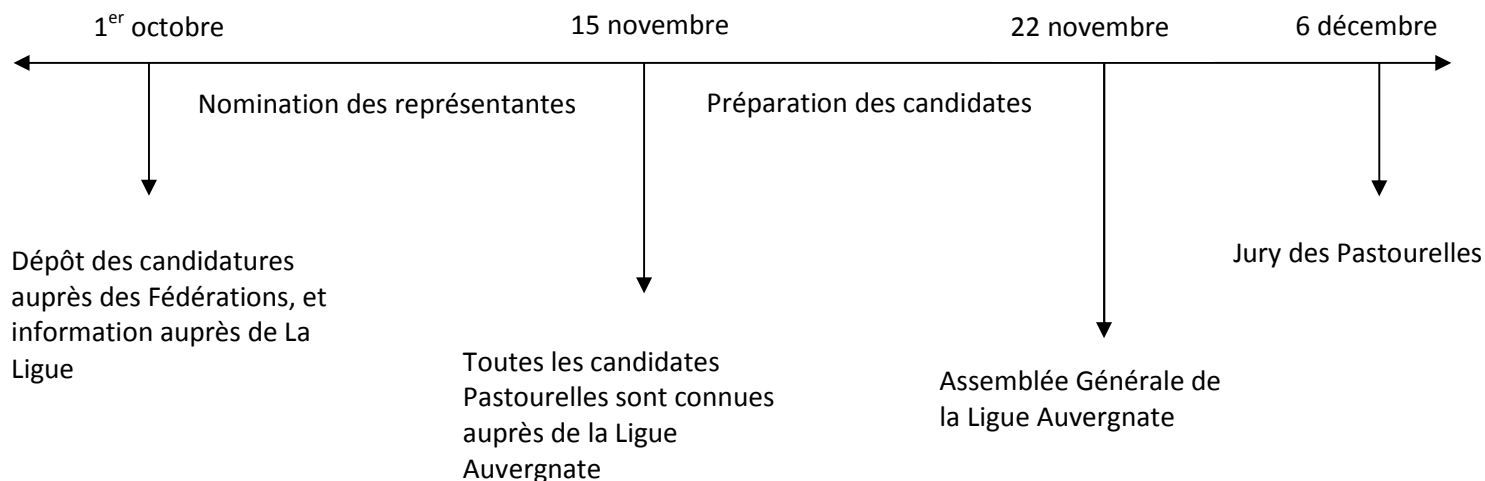 1er octobre
15 novembre
22 novembre
6 décembre
Nomination des représentantes
Préparation des candidates
Dépôt des candidatures
auprès des Fédérations, et
information auprès de La
Ligue
Toutes les candidates
Pastourelles sont connues
auprès de la Ligue
Auvergnate
Assemblée Générale de
la Ligue Auvergnate
Jury des Pastourelles